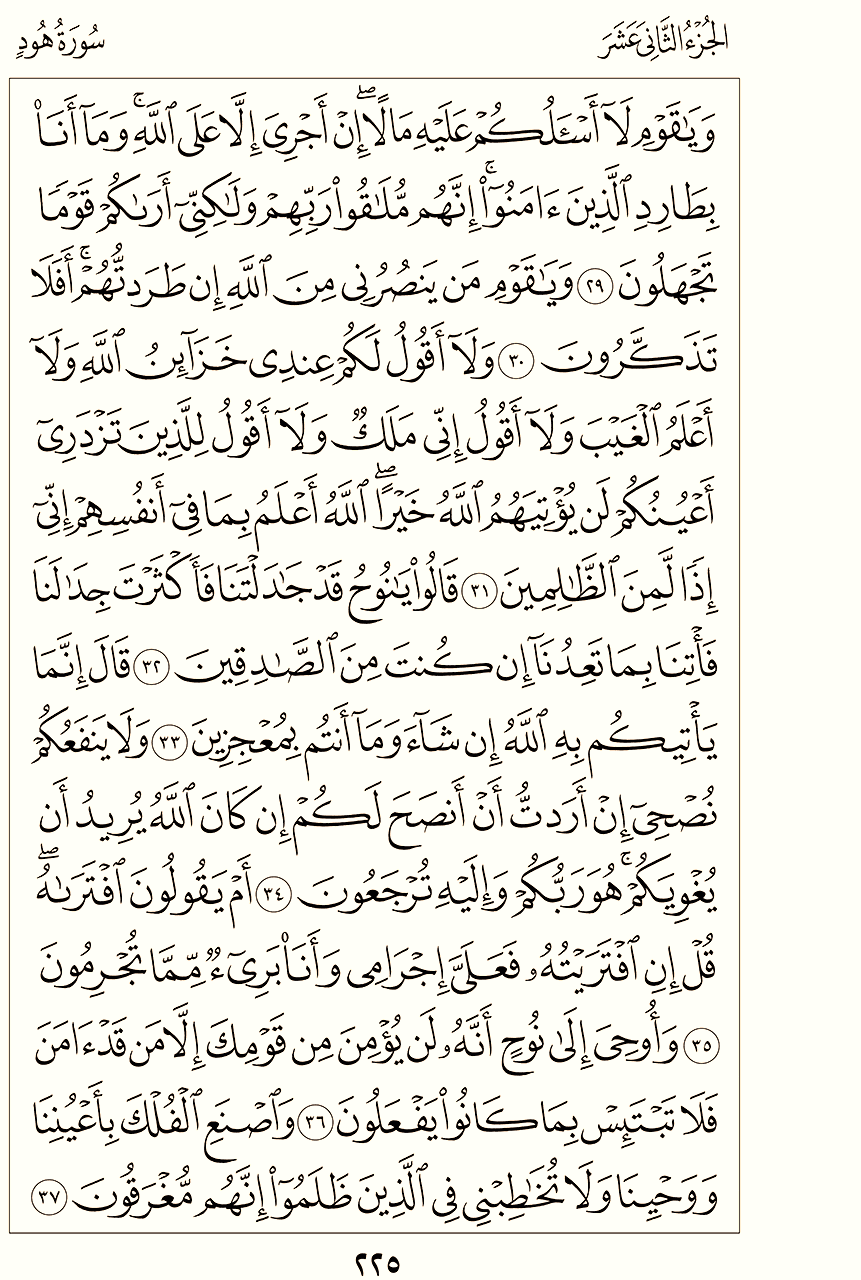 الجُزْءُ الثَّانِي عَشَرَ
سُورَةُ هُودٍ
وَيَٰقَوْمِ لَآ أَسْـَٔلُكُمْ عَلَيْهِ مَالًا ۖ إِنْ أَجْرِىَ إِلَّا عَلَى ٱللَّهِ ۚ وَمَآ أَنَا۠
بِطَارِدِ ٱلَّذِينَ ءَامَنُوٓا۟ ۚ إِنَّهُم مُّلَٰقُوا۟ رَبِّهِمْ وَلَٰكِنِّىٓ أَرَىٰكُمْ قَوْمًا
تَجْهَلُونَ ٢٩ وَيَٰقَوْمِ مَن يَنصُرُنِى مِنَ ٱللَّهِ إِن طَرَدتُّهُمْ ۚ أَفَلَا
تَذَكَّرُونَ ٣٠ وَلَآ أَقُولُ لَكُمْ عِندِى خَزَآئِنُ ٱللَّهِ وَلَآ
أَعْلَمُ ٱلْغَيْبَ وَلَآ أَقُولُ إِنِّى مَلَكٌ وَلَآ أَقُولُ لِلَّذِينَ تَزْدَرِىٓ
أَعْيُنُكُمْ لَن يُؤْتِيَهُمُ ٱللَّهُ خَيْرًا ۖ ٱللَّهُ أَعْلَمُ بِمَا فِىٓ أَنفُسِهِمْ إِنِّىٓ
إِذًا لَّمِنَ ٱلظَّٰلِمِينَ ٣١ قَالُوا۟ يَٰنُوحُ قَدْ جَٰدَلْتَنَا فَأَكْثَرْتَ جِدَٰلَنَا
فَأْتِنَا بِمَا تَعِدُنَآ إِن كُنتَ مِنَ ٱلصَّٰدِقِينَ ٣٢ قَالَ إِنَّمَا
يَأْتِيكُم بِهِ ٱللَّهُ إِن شَآءَ وَمَآ أَنتُم بِمُعْجِزِينَ ٣٣ وَلَا يَنفَعُكُمْ
نُصْحِىٓ إِنْ أَرَدتُّ أَنْ أَنصَحَ لَكُمْ إِن كَانَ ٱللَّهُ يُرِيدُ أَن
يُغْوِيَكُمْ ۚ هُوَ رَبُّكُمْ وَإِلَيْهِ تُرْجَعُونَ ٣٤ أَمْ يَقُولُونَ ٱفْتَرَىٰهُ ۖ
قُلْ إِنِ ٱفْتَرَيْتُهُۥ فَعَلَىَّ إِجْرَامِى وَأَنَا۠ بَرِىٓءٌ مِّمَّا تُجْرِمُونَ
٣٥ وَأُوحِىَ إِلَىٰ نُوحٍ أَنَّهُۥ لَن يُؤْمِنَ مِن قَوْمِكَ إِلَّا مَن قَدْ ءَامَنَ
فَلَا تَبْتَئِسْ بِمَا كَانُوا۟ يَفْعَلُونَ ٣٦ وَٱصْنَعِ ٱلْفُلْكَ بِأَعْيُنِنَا
وَوَحْيِنَا وَلَا تُخَٰطِبْنِى فِى ٱلَّذِينَ ظَلَمُوٓا۟ إِنَّهُم مُّغْرَقُونَ ٣٧
٢٢٥